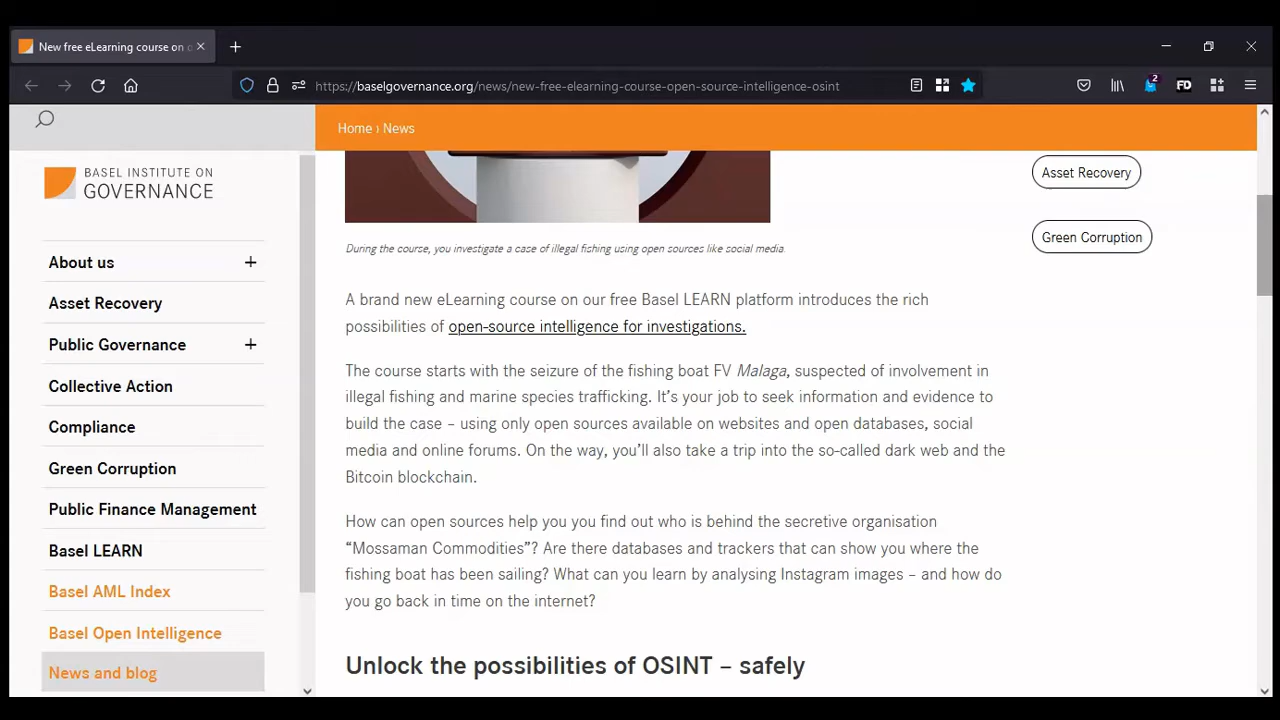 New free eLearning course on o
https://baselgovernance.org/news/new-free-elearning-course-open-source-intelligence-osint
2
FD
Home › News
BASEL INSTITUTE ON
GOVERNANCE
About us
Asset Recovery
Public Governance
Collective Action
Compliance
Green Corruption
Public Finance Management
Basel LEARN
Basel AML Index
Basel Open Intelligence
News and blog
During the course, you investigate a case of illegal fishing using open sources like social media.
A brand new eLearning course on our free Basel LEARN platform introduces the rich
possibilities of open-source intelligence for investigations.
The course starts with the seizure of the fishing boat FV Malaga, suspected of involvement in
illegal fishing and marine species trafficking. It’s your job to seek information and evidence to
build the case – using only open sources available on websites and open databases, social
media and online forums. On the way, you’ll also take a trip into the so-called dark web and the
Bitcoin blockchain.
How can open sources help you you find out who is behind the secretive organisation
“Mossaman Commodities”? Are there databases and trackers that can show you where the
fishing boat has been sailing? What can you learn by analysing Instagram images – and how do
you go back in time on the internet?
Unlock the possibilities of OSINT – safely
Asset Recovery
Green Corruption